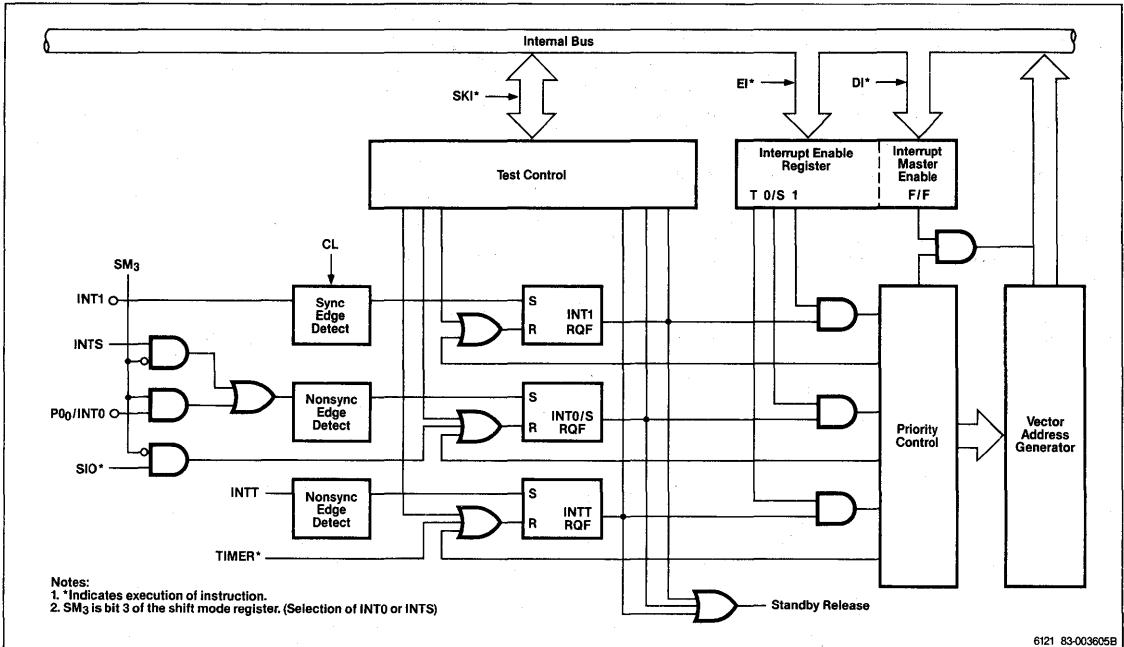 Internal Bus
SKI*
EI*
DI*
Test Control
Interrupt Enable
Register
T 0/S 1
Interrupt
Master
Enable
F/F
CL
SM3
INT1
Sync
Edge
Detect
S
R
INT1
RQF
INTS
P00/INT0
Nonsync
Edge
Detect
S
R
INT0/S
RQF
SIO*
INTT
Nonsync
Edge
Detect
S
R
INTT
RQF
TIMER*
Priority
Control
Vector
Address
Generator
Standby Release
Notes:
1. *Indicates execution of instruction.
2. SM3 is bit 3 of the shift mode register. (Selection of INT0 or INTS)
6121 83-003605B